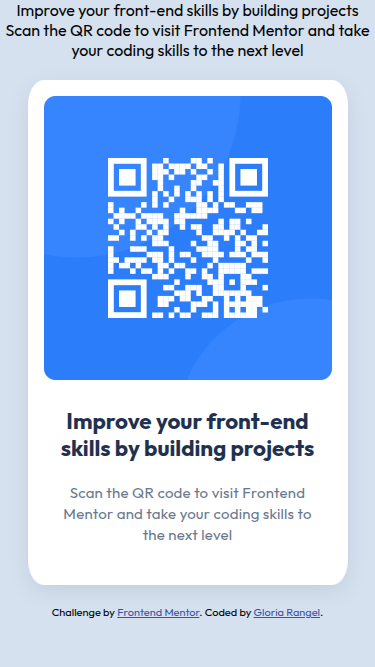 Improve your front-end skills by building projects
Scan the QR code to visit Frontend Mentor and take
your coding skills to the next level
Improve your front-end
skills by building projects
Scan the QR code to visit Frontend
Mentor and take your coding skills to
the next level
Challenge by Frontend Mentor. Coded by Gloria Rangel.